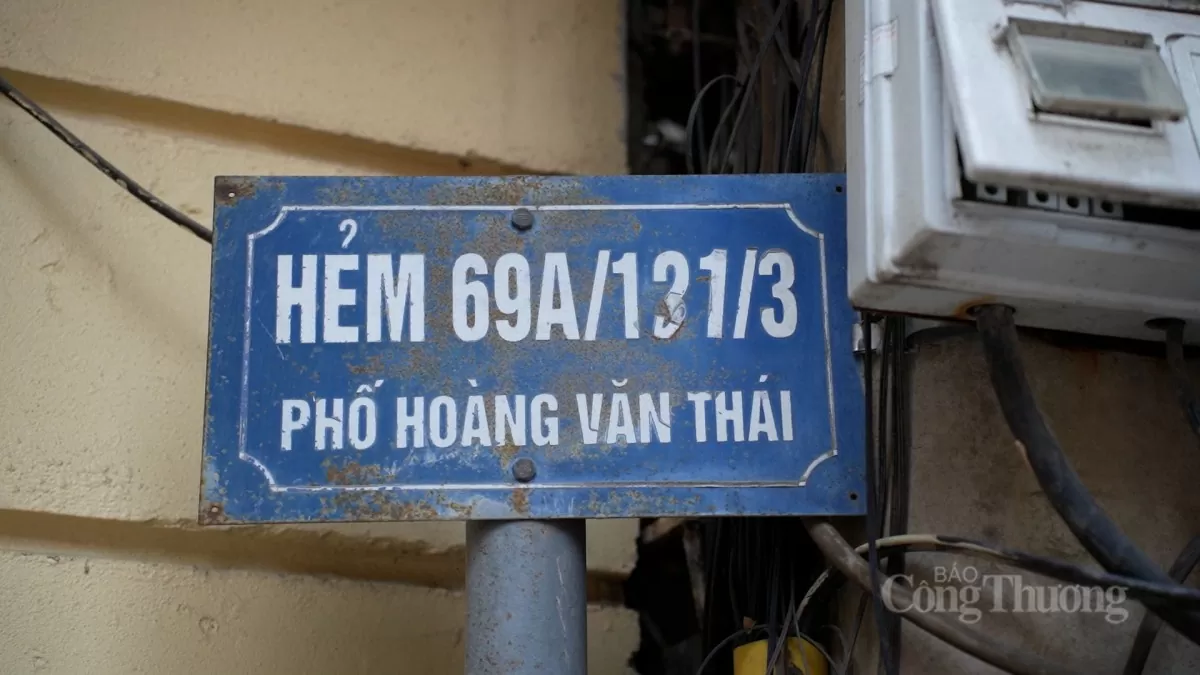 HẺM 69A/131/3
PHỐ HOÀNG VĂN THÁI
BÁO
Công Thương